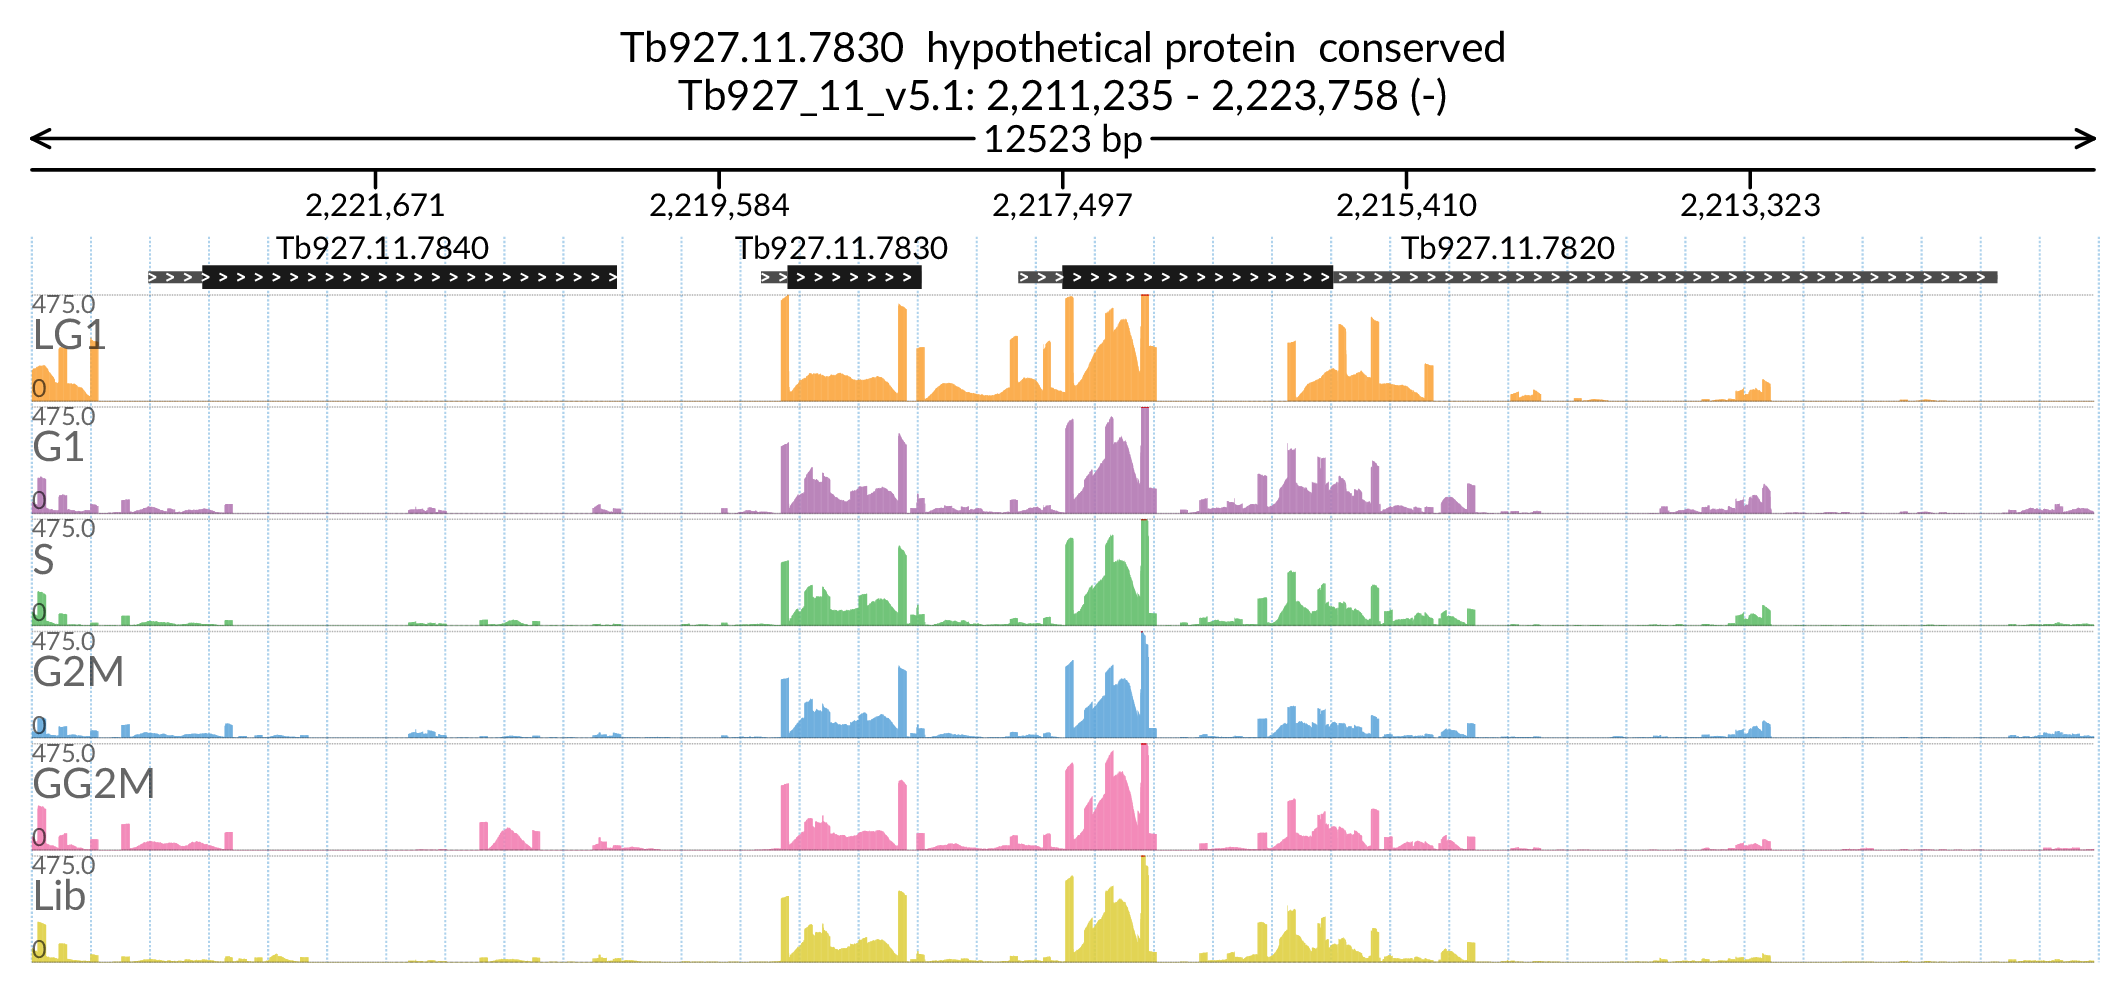 Tb927.11.7830 hypothetical protein conserved
Tb927_11_v5.1: 2,211,235 - 2,223,758 (-)
12523 bp
2,221,671 2,219,584 2,217,497 2,215,410 2,213,323
Tb927.11.7840 Tb927.11.7830 Tb927.11.7820
475.0
LG1
0
475.0
G1
0
475.0
S
0
475.0
G2M
0
475.0
GG2M
0
475.0
Lib
0